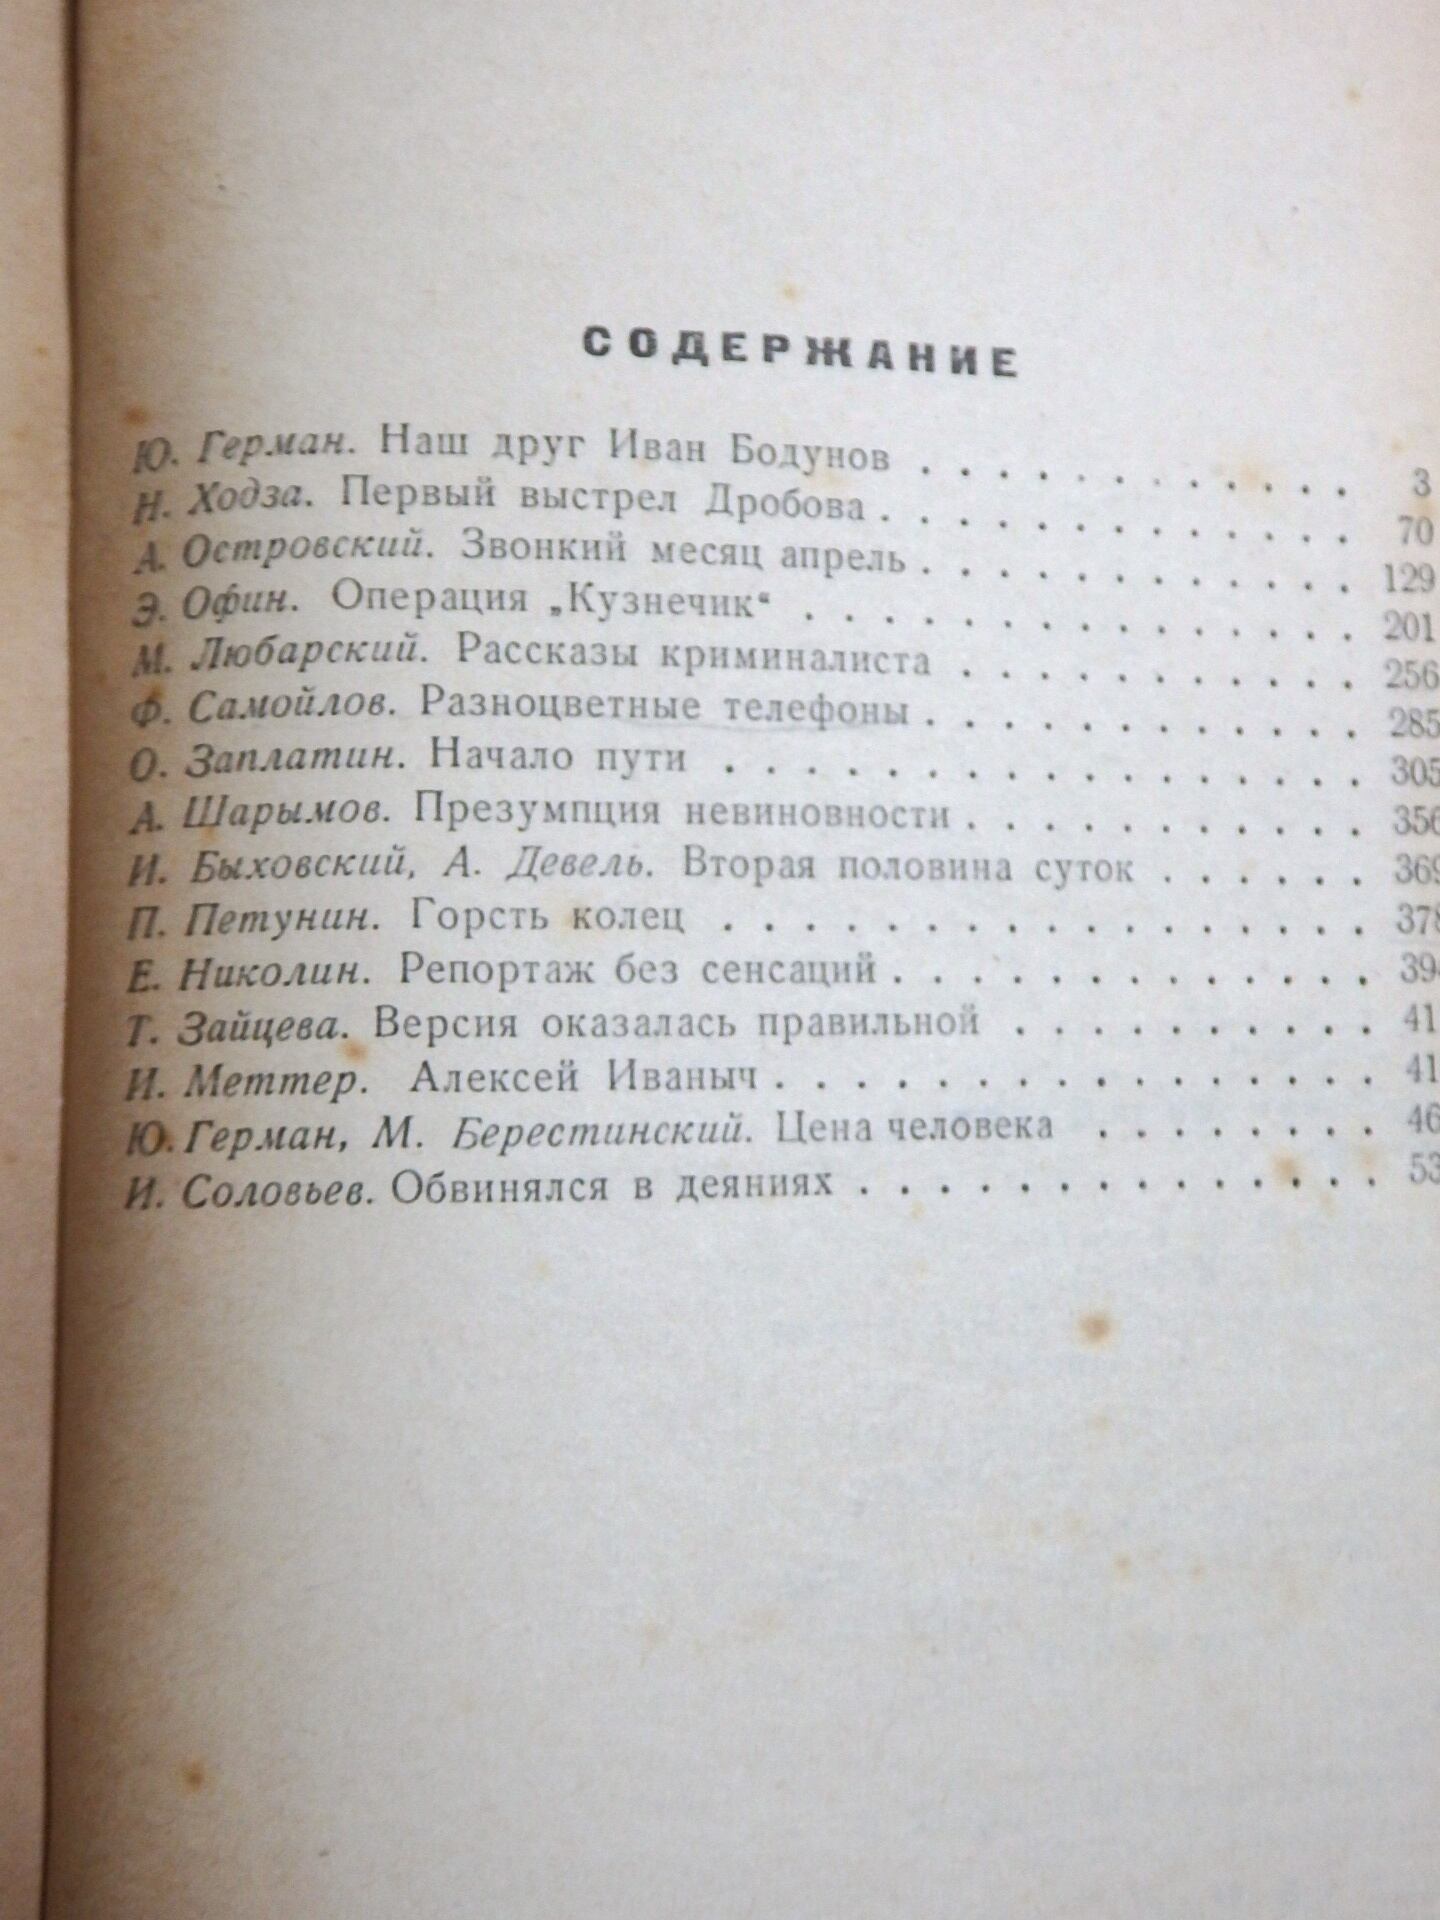 СОДЕРЖАНИЕ
Ю. Герман. Наш друг Иван Бодунов . . . . . . . . . . . 3
Н. Ходза. Первый выстрел Дробова . . . . . . . . . . . . 70
А. Островский. Звонкий месяц апрель . . . . . . . . . . . 129
Э. Офин. Операция „Кузнечик“ . . . . . . . . . . . . . . 201
М. Любарский. Рассказы криминалиста . . . . . . . . . . 256
Ф. Самойлов. Разноцветные телефоны . . . . . . . . . . . 285
О. Заплатин. Начало пути . . . . . . . . . . . . . . . . 305
А. Шарымов. Презумпция невиновности . . . . . . . . . . 356
И. Быховский, А. Девель. Вторая половина суток . . . . . . 369
П. Петунин. Горсть колец . . . . . . . . . . . . . . . . 378
Е. Николин. Репортаж без сенсаций . . . . . . . . . . . .
Т. Зайцева. Версия оказалась правильной . . . . . . . . .
И. Меттер. Алексей Иваныч . . . . . . . . . . . . . . .
Ю. Герман, М. Берестинский. Цена человека . . . . . . .
И. Соловьев. Обвинялся в деяниях . . . . . . . . . . . . .